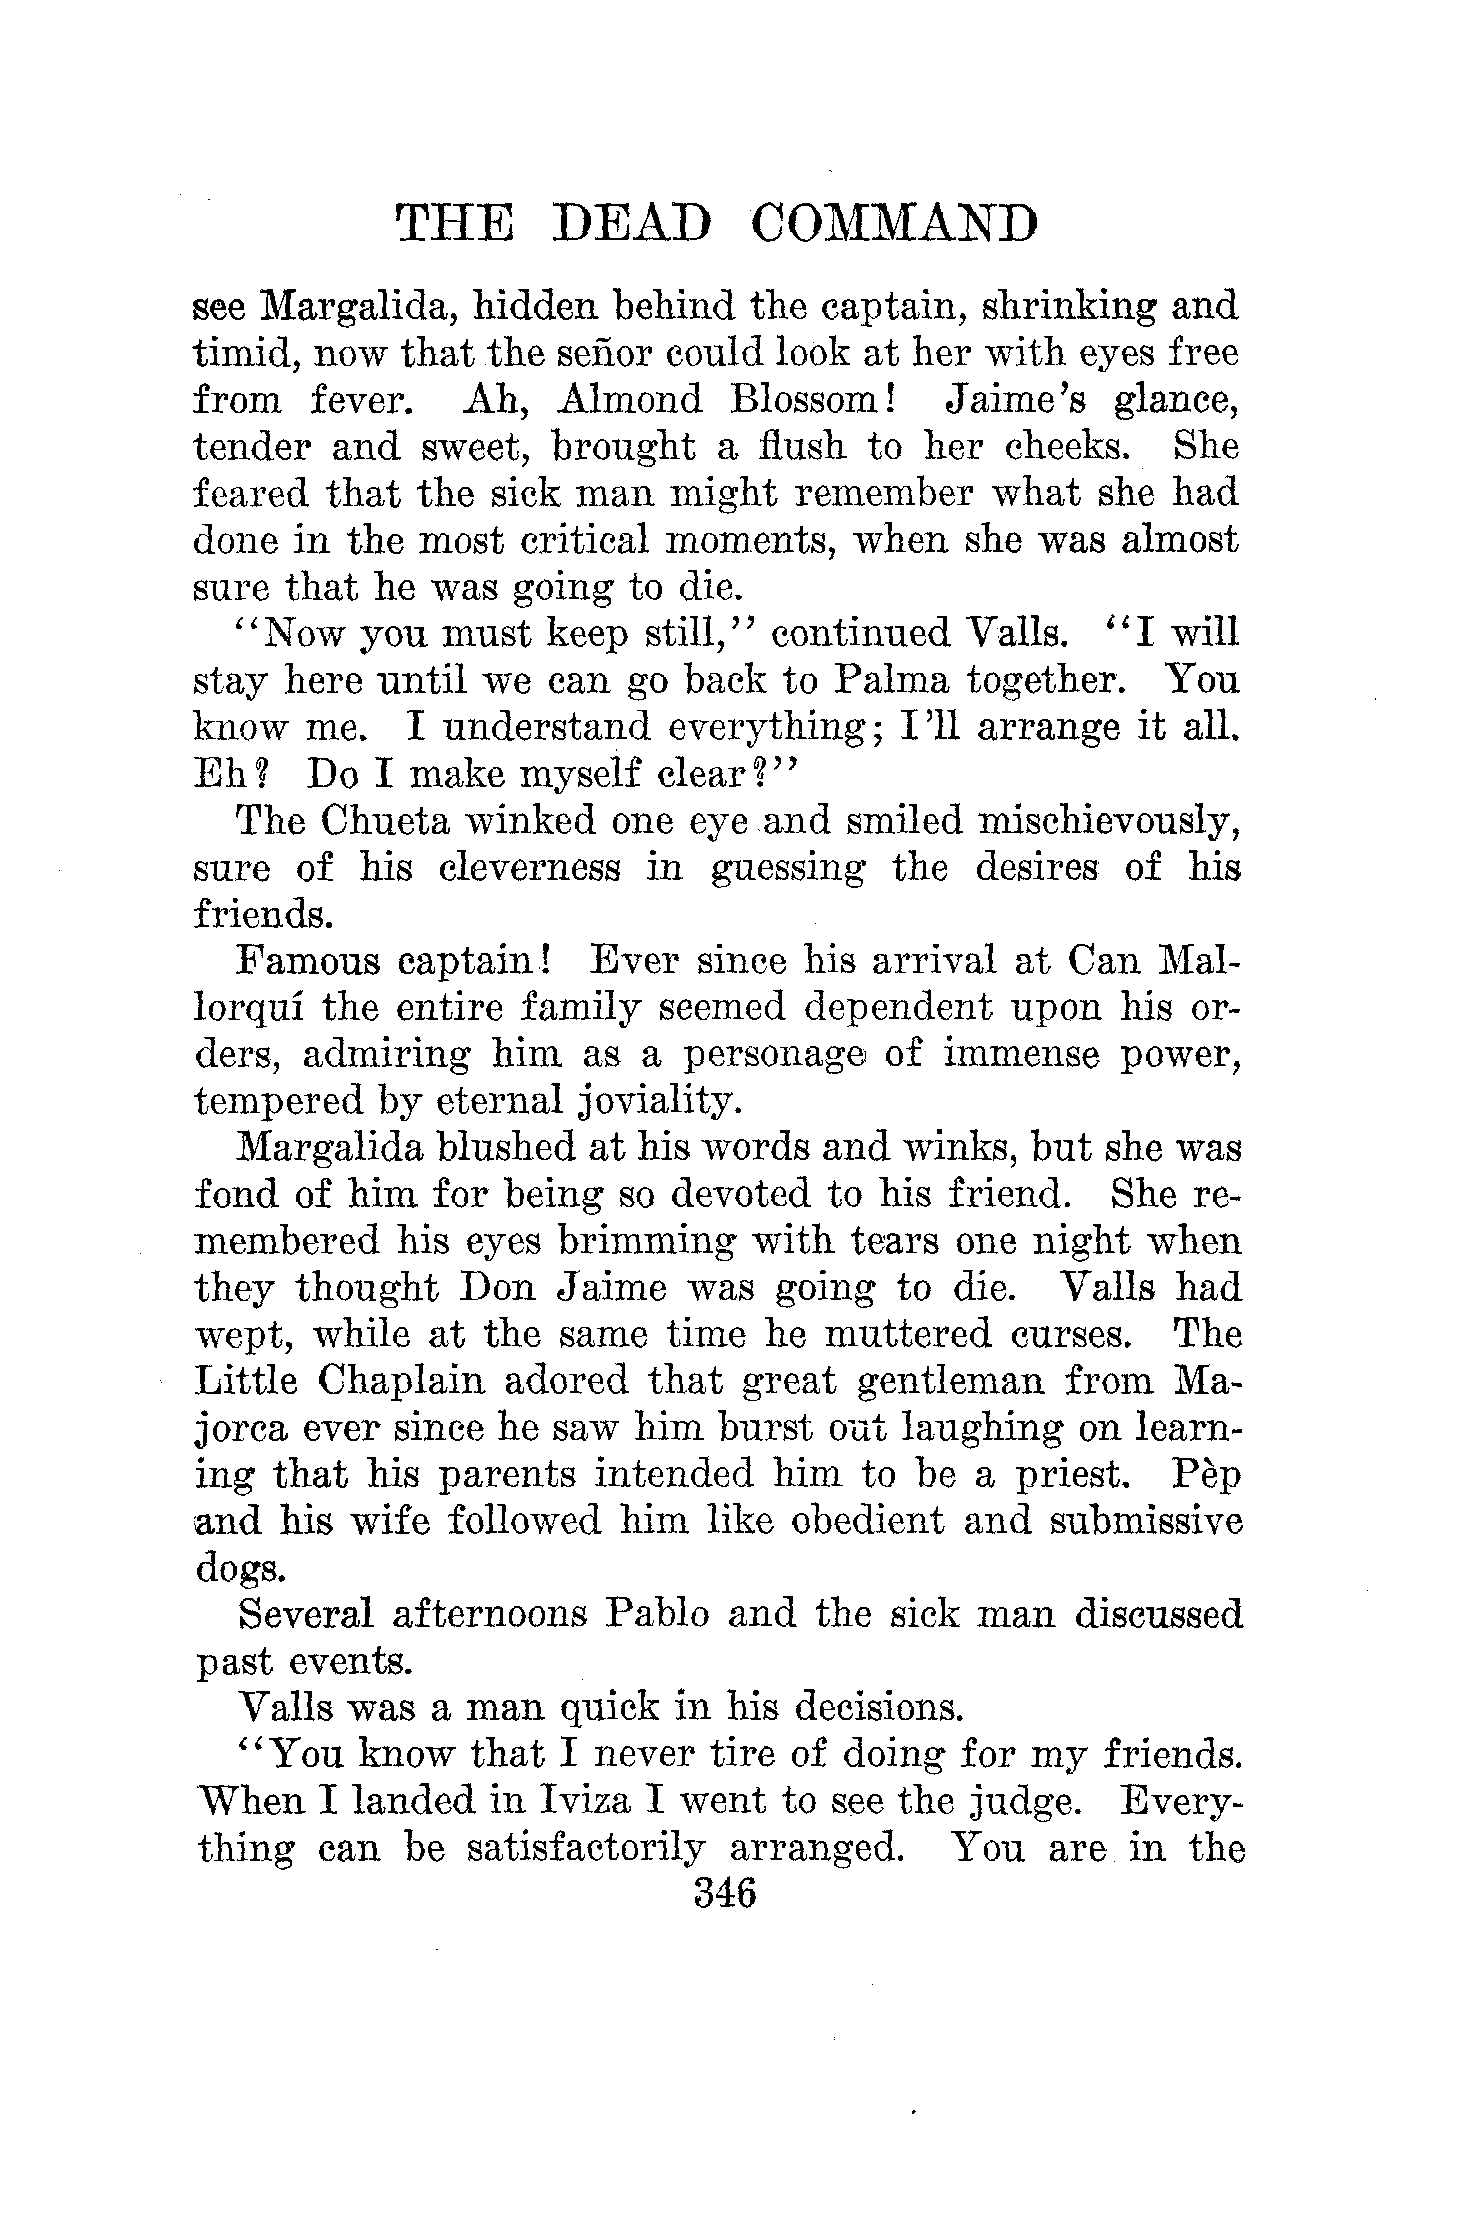 THE DEAD COMMAND
see Margalida, hidden behind the captain, shrinking and
timid, now that the señor could look at her with eyes free
from fever. Ah, Almond Blossom! Jaime's glance,
tender and sweet, brought a flush to her cheeks. She
feared that the sick man might remember what she had
done in the most critical moments, when she was almost
sure that he was going to die.
"Now you must keep still," continued Valls. "I will
stay here until we can go back to Palma together. You
know me. I understand everything; I'll arrange it all.
Eh? Do I make myself clear?"
The Chueta winked one eye and smiled mischievously,
sure of his cleverness in guessing the desires of his
friends.
Famous captain! Ever since his arrival at Can Mal-
lorquí the entire family seemed dependent upon his or-
ders, admiring him as a personage of immense power,
tempered by eternal joviality.
Margalida blushed at his words and winks, but she was
fond of him for being so devoted to his friend. She re-
membered his eyes brimming with tears one night when
they thought Don Jaime was going to die. Valls had
wept, while at the same time he muttered curses. The
Little Chaplain adored that great gentleman from Ma-
jorca ever since he saw him burst out laughing on learn-
ing that his parents intended him to be a priest. Pèp
and his wife followed him like obedient and submissive
dogs.
Several afternoons Pablo and the sick man discussed
past events.
Valls was a man quick in his decisions.
"You know that I never tire of doing for my friends.
When I landed in Iviza I went to see the judge. Every-
thing can be satisfactorily arranged. You are in the
346